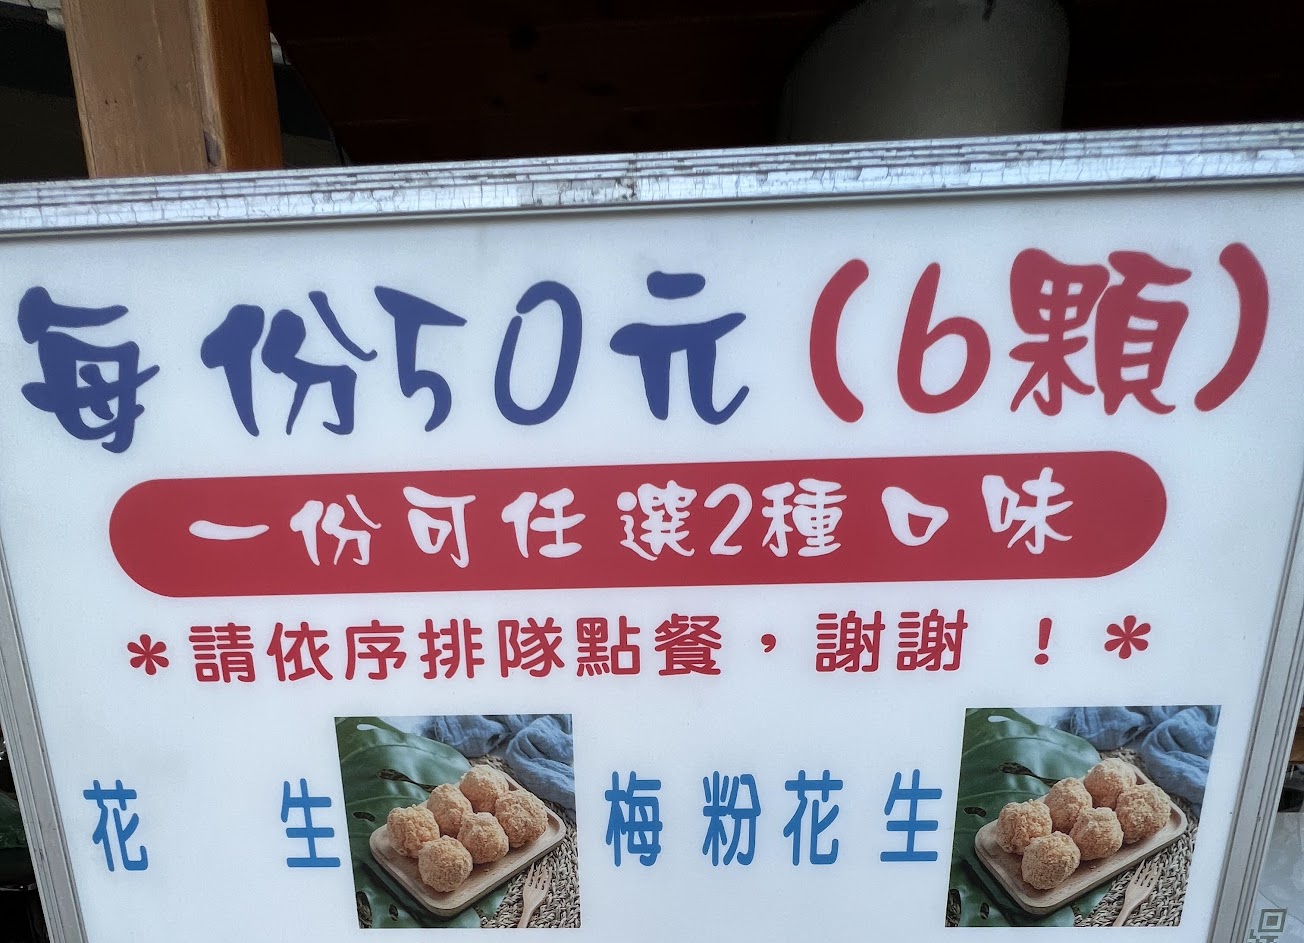 每份50元(6顆)
一份可任選2種口味
*請依序排隊點餐，謝謝！*
花生 梅粉花生